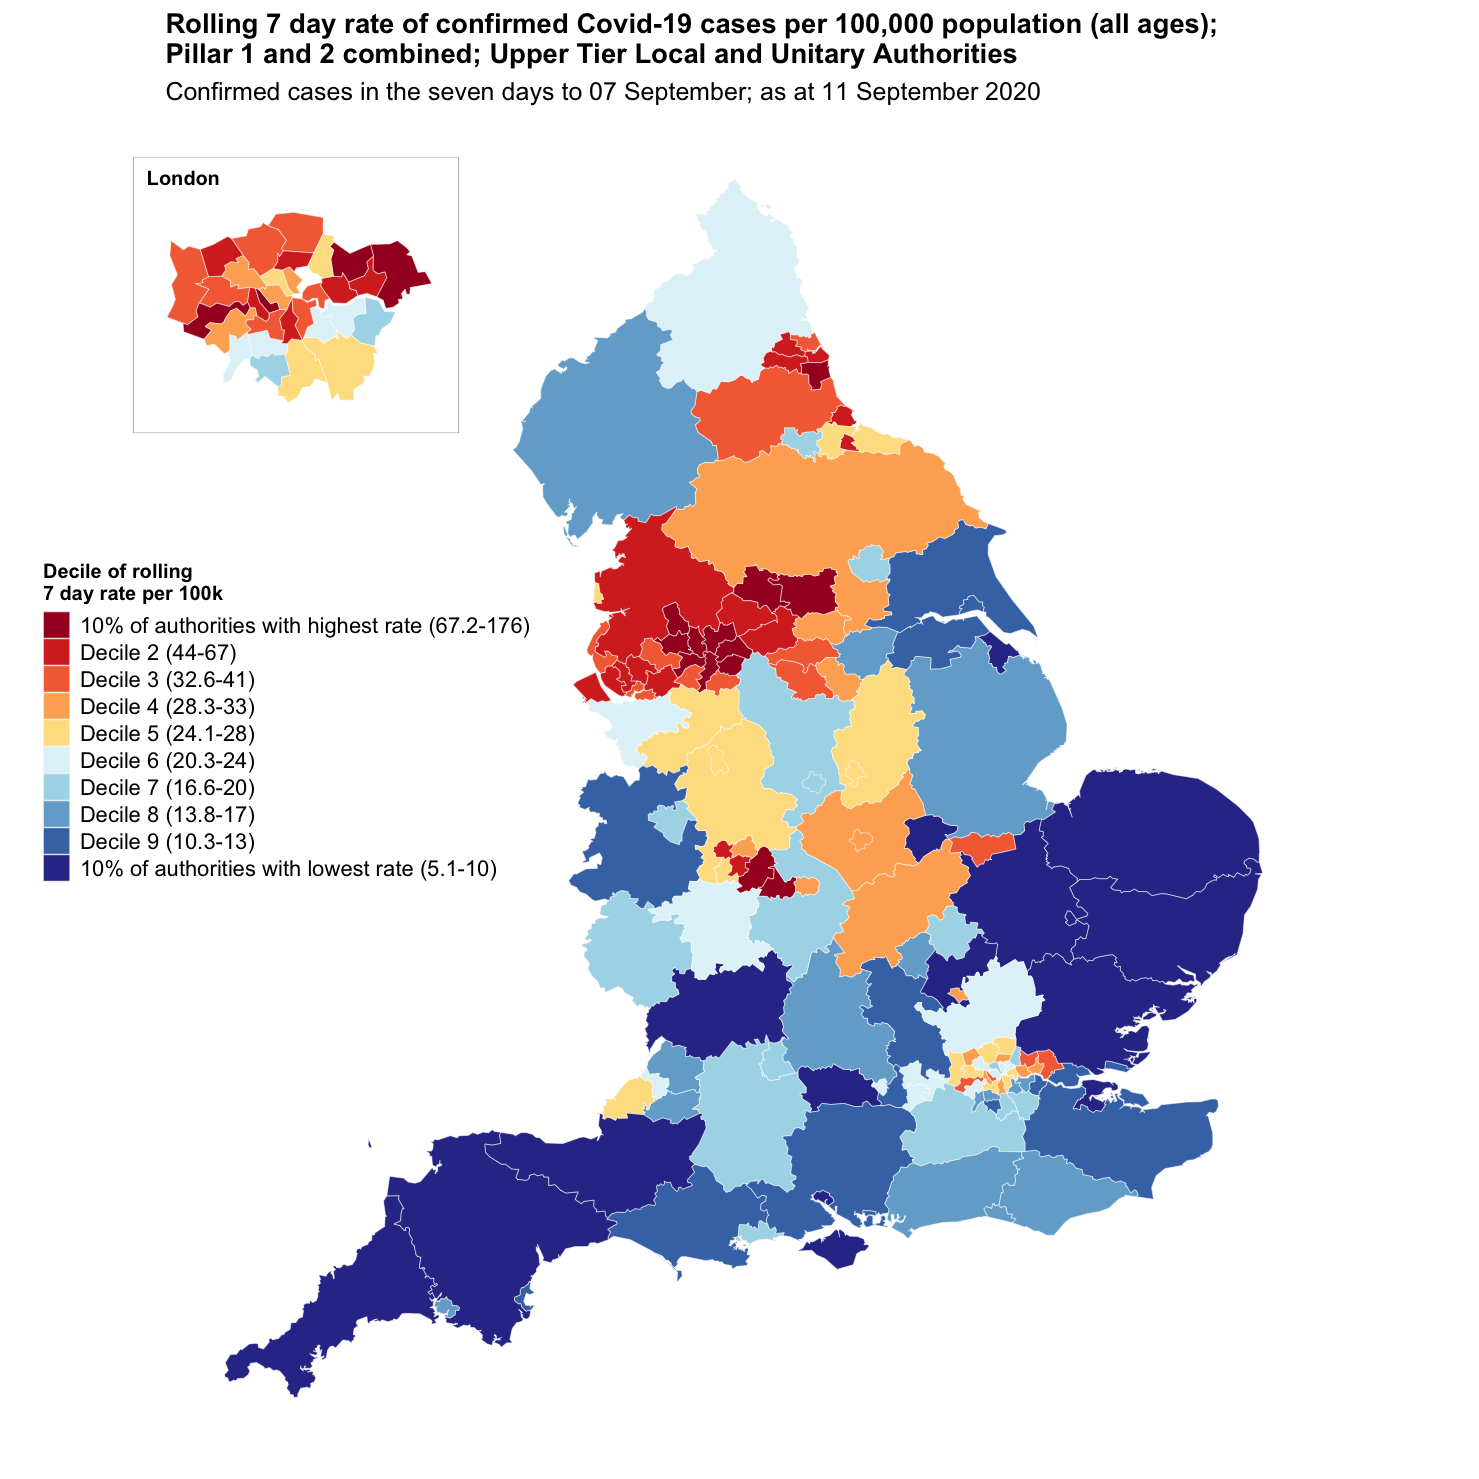 Rolling 7 day rate of confirmed Covid-19 cases per 100,000 population (all ages);
Pillar 1 and 2 combined; Upper Tier Local and Unitary Authorities
Confirmed cases in the seven days to 07 September; as at 11 September 2020
London
Decile of rolling
7 day rate per 100k
10% of authorities with highest rate (67.2-176)
Decile 2 (44-67)
Decile 3 (32.6-41)
Decile 4 (28.3-33)
Decile 5 (24.1-28)
Decile 6 (20.3-24)
Decile 7 (16.6-20)
Decile 8 (13.8-17)
Decile 9 (10.3-13)
10% of authorities with lowest rate (5.1-10)